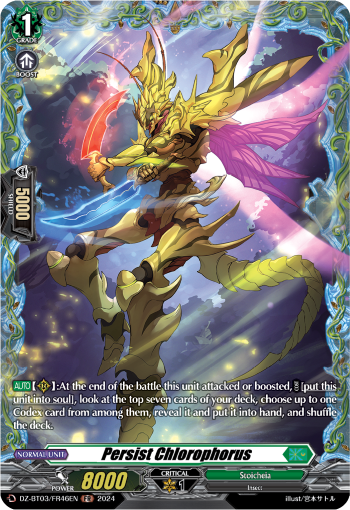 1
GRADE
BOOST
5000
SHIELD
AUTO【 】:At the end of the battle this unit attacked or boosted, COST [put this
unit into soul], look at the top seven cards of your deck, choose up to one
Codex card from among them, reveal it and put it into hand, and shuffle
the deck.
NORMAL UNIT
Persist Chlorophorus
POWER
8000
CRITICAL
1
Stoicheia
Insect
DZ-BT03/FR46EN FR 2024
illust/宮本サトル